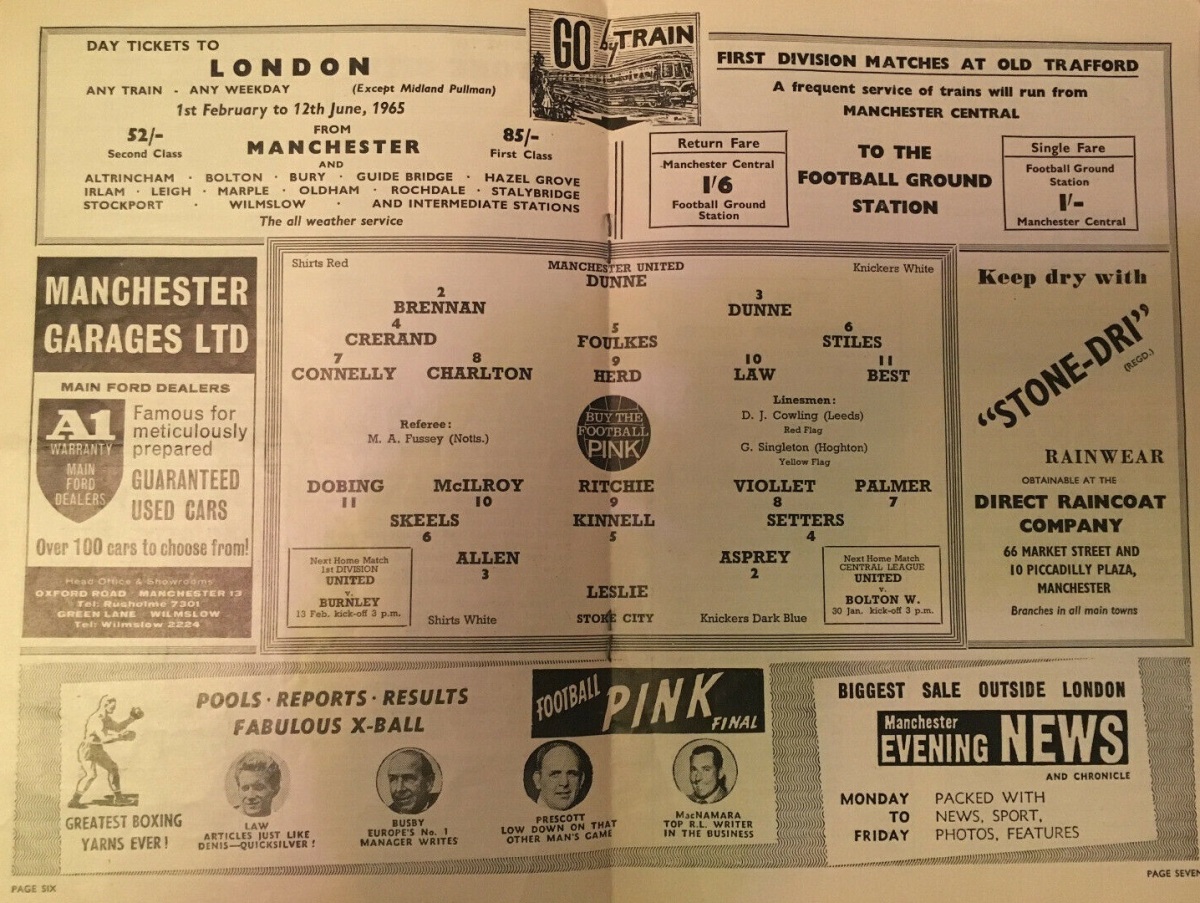 DAY TICKETS TO
LONDON
ANY TRAIN - ANY WEEKDAY (Except Midland Pullman)
1st February to 12th June, 1965
52/-
Second Class
FROM
MANCHESTER
AND
85/-
First Class
ALTRINCHAM · BOLTON · BURY · GUIDE BRIDGE · HAZEL GROVE
IRLAM · LEIGH · MARPLE · OLDHAM · ROCHDALE · STALYBRIDGE
STOCKPORT · WILMSLOW · AND INTERMEDIATE STATIONS
The all weather service
GO by TRAIN
FIRST DIVISION MATCHES AT OLD TRAFFORD
A frequent service of trains will run from
MANCHESTER CENTRAL
Return Fare
Manchester Central
1/6
Football Ground
Station
TO THE
FOOTBALL GROUND
STATION
Single Fare
Football Ground
Station
1/-
Manchester Central
MANCHESTER
GARAGES LTD
MAIN FORD DEALERS
A1
WARRANTY
MAIN
FORD
DEALERS
Famous for
meticulously
prepared
GUARANTEED
USED CARS
Over 100 cars to choose from!
Head Office & Showrooms
OXFORD ROAD · MANCHESTER 13
Tel: Rusholme 7301
GREEN LANE · WILMSLOW
Tel: Wilmslow 2224
Shirts Red MANCHESTER UNITED Knickers White
DUNNE
2 3
BRENNAN DUNNE
4 5 6
CRERAND FOULKES STILES
7 8 9 10 11
CONNELLY CHARLTON HERD LAW BEST
Referee:
M. A. Fussey (Notts.)
BUY THE
FOOTBALL
PINK
Linesmen:
D. J. Cowling (Leeds)
Red Flag
G. Singleton (Hoghton)
Yellow Flag
DOBING McILROY RITCHIE VIOLLET PALMER
11 10 9 8 7
SKEELS KINNELL SETTERS
6 5 4
ALLEN ASPREY
3 2
LESLIE
Next Home Match
1st DIVISION
UNITED
v.
BURNLEY
13 Feb. kick-off 3 p.m.
Next Home Match
CENTRAL LEAGUE
UNITED
v.
BOLTON W.
30 Jan. kick-off 3 p.m.
Shirts White STOKE CITY Knickers Dark Blue
Keep dry with
"STONE-DRI"
(REGD.)
RAINWEAR
OBTAINABLE AT THE
DIRECT RAINCOAT
COMPANY
66 MARKET STREET AND
10 PICCADILLY PLAZA,
MANCHESTER
Branches in all main towns
POOLS · REPORTS · RESULTS
FABULOUS X-BALL
FOOTBALL PINK FINAL
GREATEST BOXING
YARNS EVER!
LAW
ARTICLES JUST LIKE
DENIS—QUICKSILVER!
BUSBY
EUROPE'S No. 1
MANAGER WRITES
PRESCOTT
LOW DOWN ON THAT
OTHER MAN'S GAME
MacNAMARA
TOP R.L. WRITER
IN THE BUSINESS
BIGGEST SALE OUTSIDE LONDON
Manchester
EVENING NEWS
AND CHRONICLE
MONDAY PACKED WITH
TO NEWS, SPORT,
FRIDAY PHOTOS, FEATURES
PAGE SIX
PAGE SEVEN